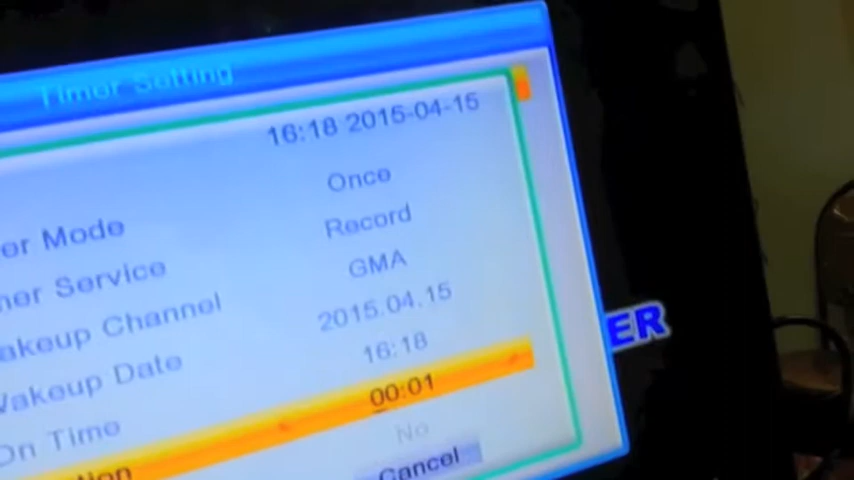 Timer Setting
16:18 2015-04-15
er Mode Once
ner Service Record
akeup Channel GMA
Wakeup Date 2015.04.15
On Time 16:18
tion 00:01
No
Cancel
ER